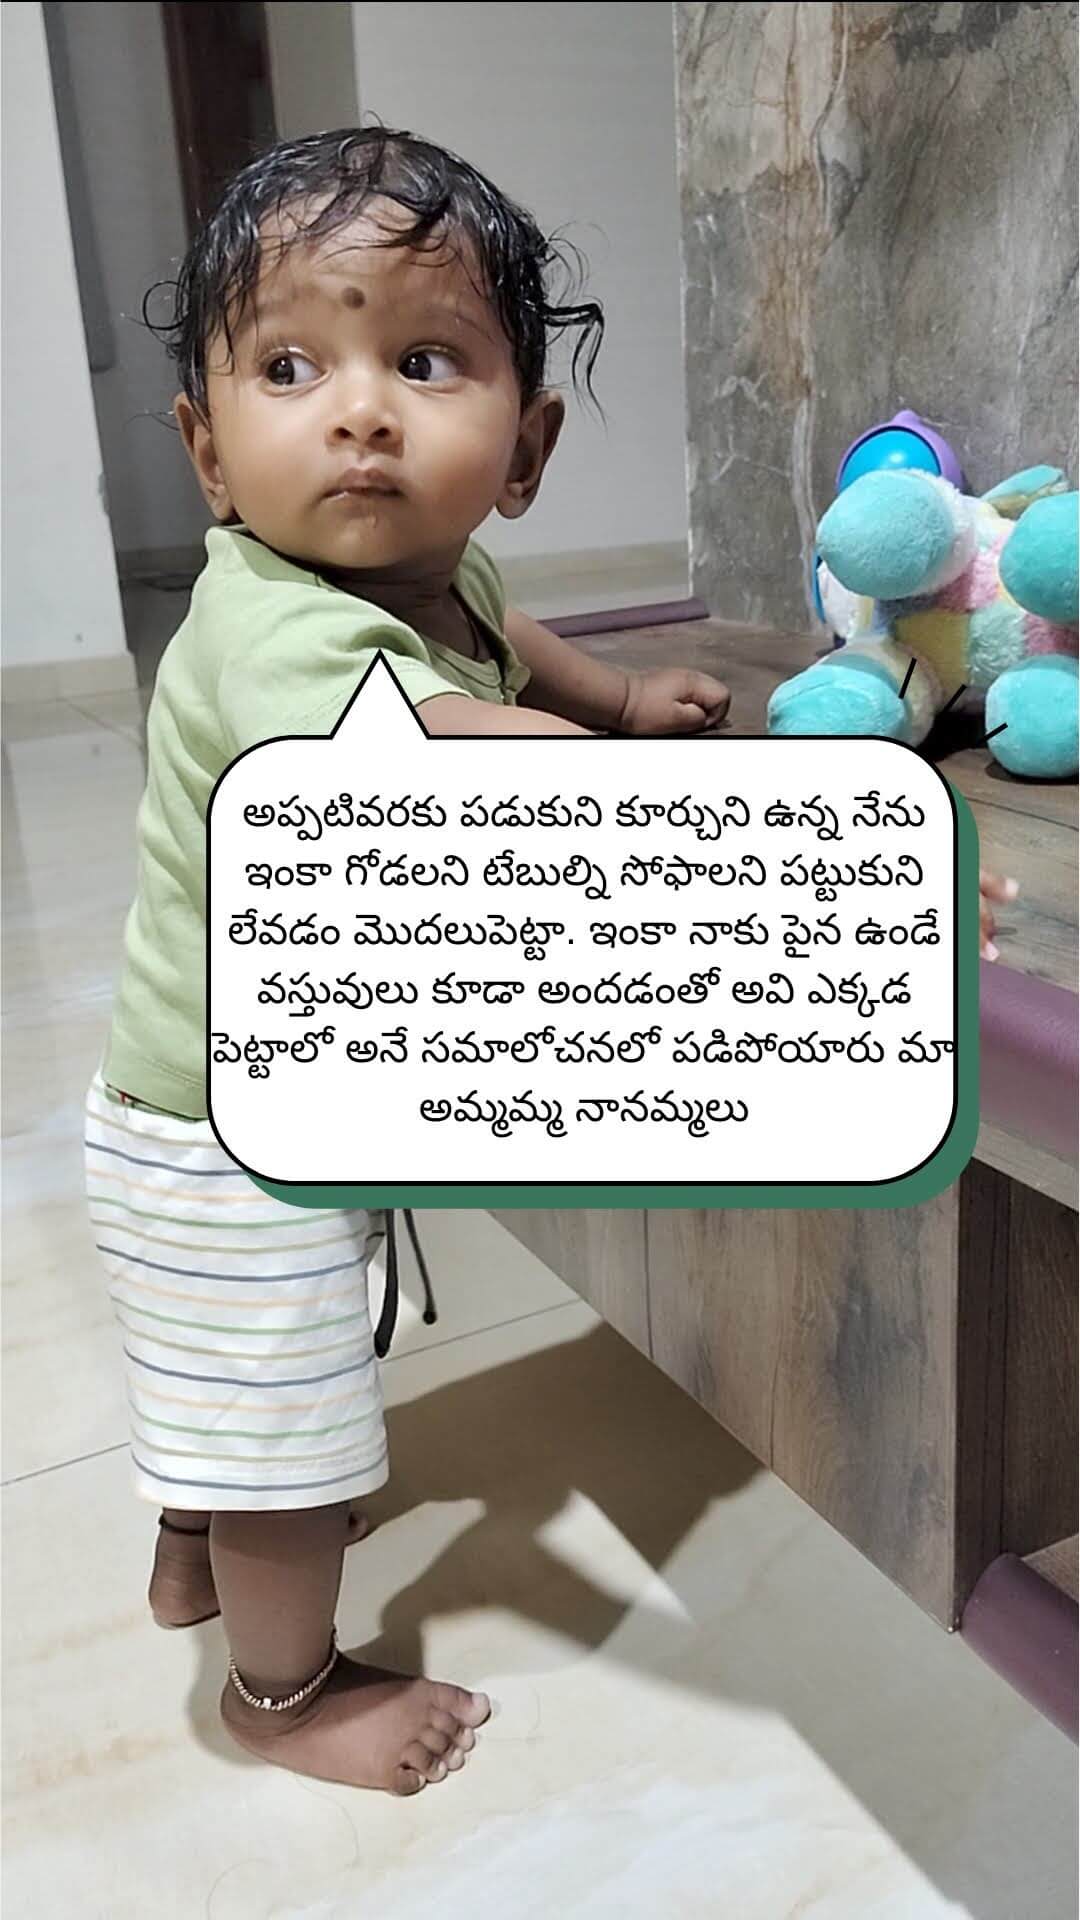 అప్పటివరకు పడుకుని కూర్చుని ఉన్న నేను
ఇంకా గోడలని టేబుల్ని సోఫాలని పట్టుకుని
లేవడం మొదలుపెట్టా. ఇంకా నాకు పైన ఉండే
వస్తువులు కూడా అందడంతో అవి ఎక్కడ
పెట్టాలో అనే సమాలోచనలో పడిపోయారు మా
అమ్మమ్మ నానమ్మలు